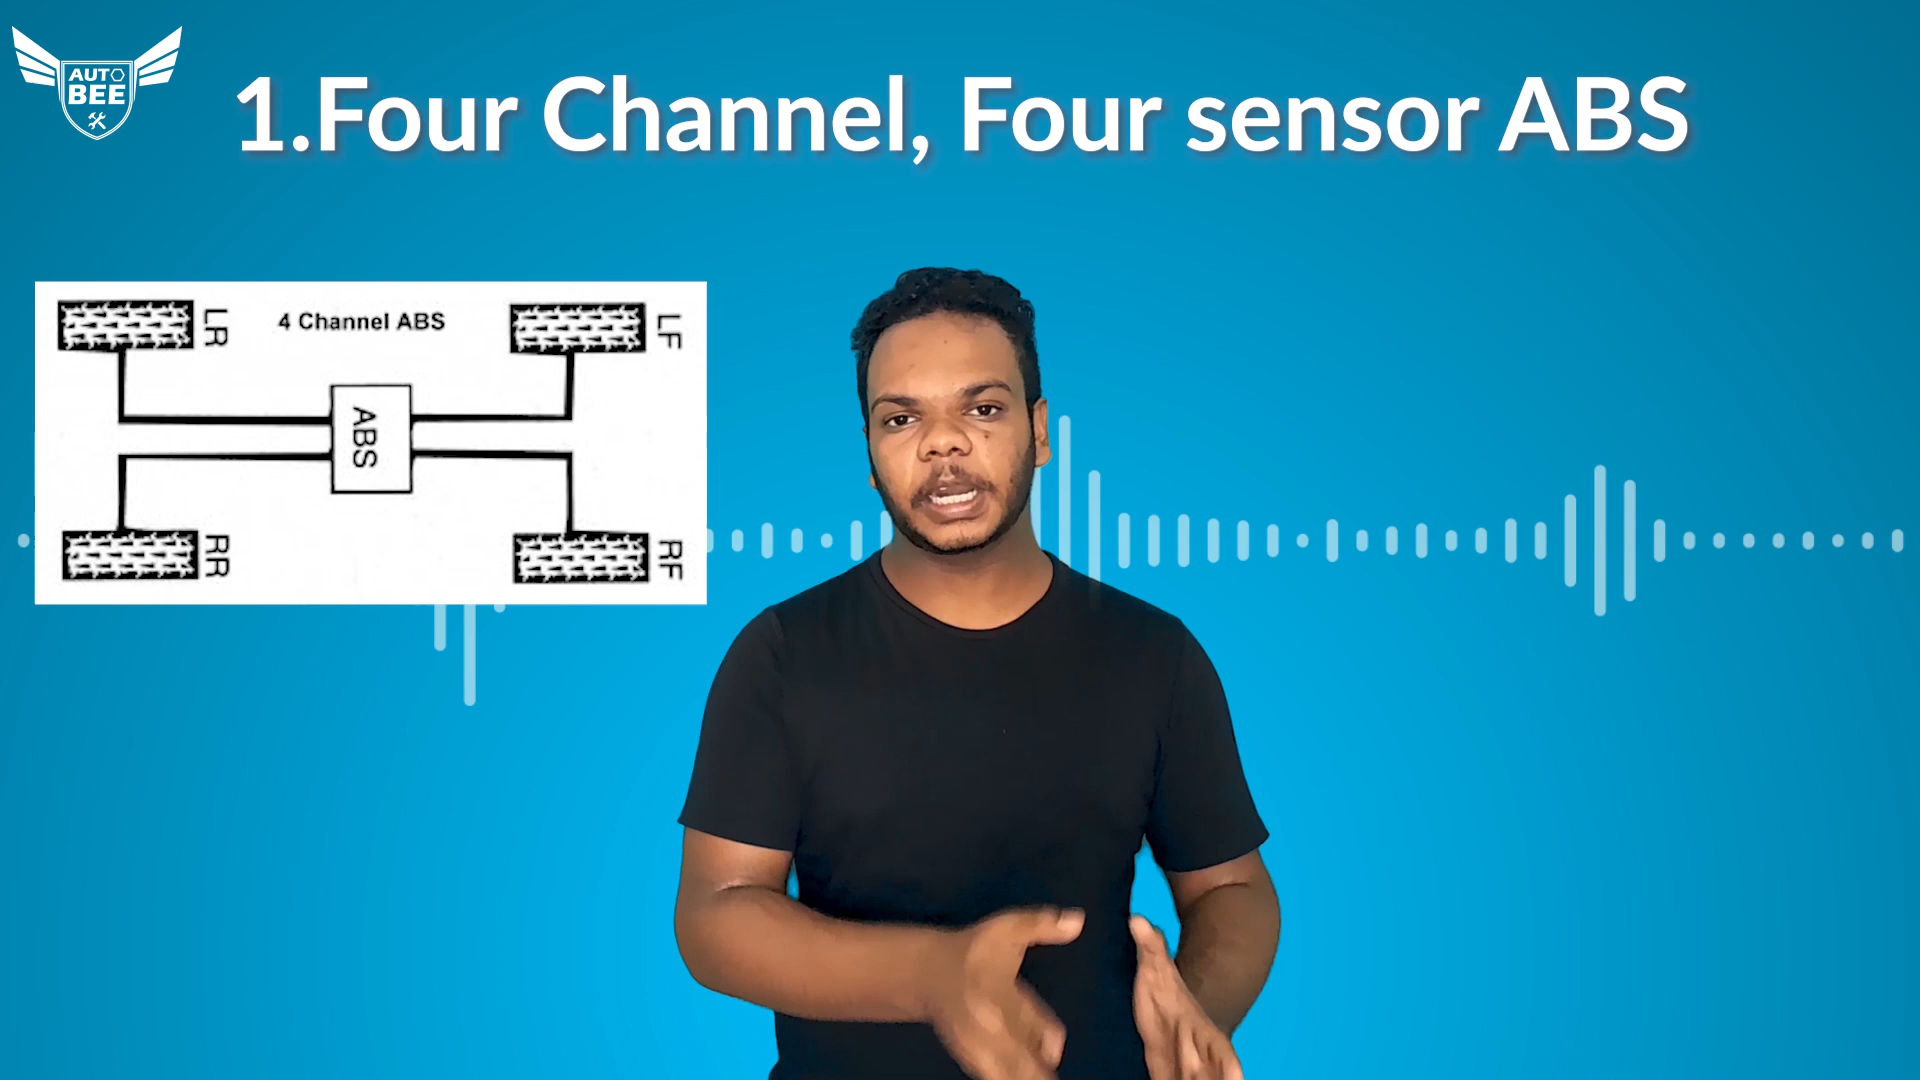 AUTO
BEE
1.Four Channel, Four sensor ABS
LR
4 Channel ABS
LF
ABS
RR
RF